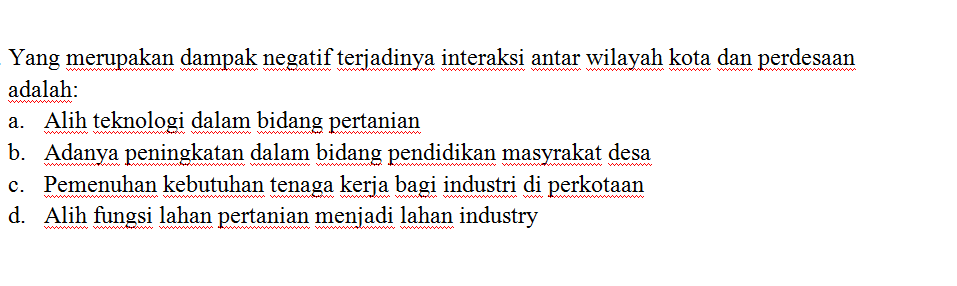 Yang merupakan dampak negatif terjadinya interaksi antar wilayah kota dan perdesaan
adalah:
a. Alih teknologi dalam bidang pertanian
b. Adanya peningkatan dalam bidang pendidikan masyrakat desa
c. Pemenuhan kebutuhan tenaga kerja bagi industri di perkotaan
d. Alih fungsi lahan pertanian menjadi lahan industry